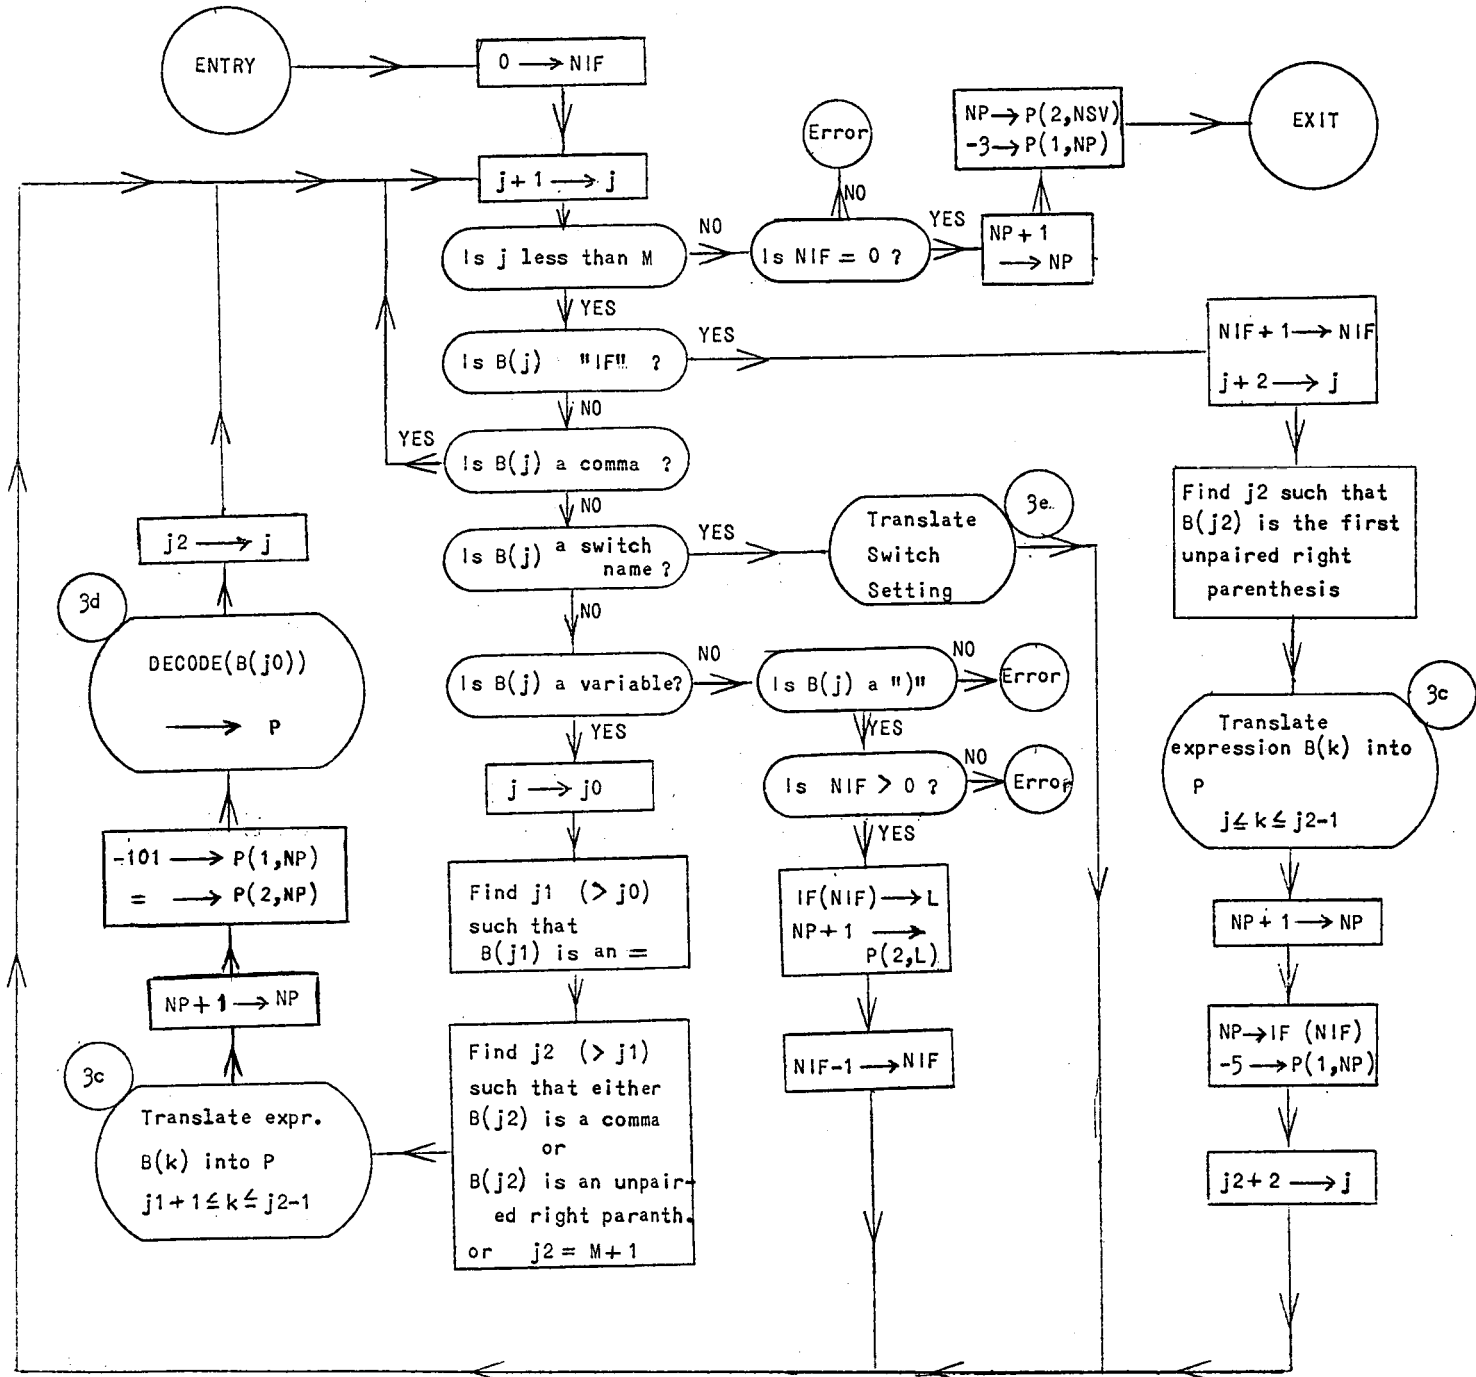 ENTRY
0 → NIF
j+1 → j
Is j less than M
NO
Is NIF = 0 ?
NO
Error
YES
NP + 1
→ NP
NP → P(2,NSV)
-3 → P(1,NP)
EXIT
YES
Is B(j) "IF" ?
YES
NIF + 1 → NIF
j + 2 → j
Find j2 such that
B(j2) is the first
unpaired right
parenthesis
3c
Translate
expression B(k) into
P
j ≤ k ≤ j2-1
NP + 1 → NP
NP → IF (NIF)
-5 → P(1,NP)
j2+2 → j
NO
Is B(j) a comma ?
YES
NO
Is B(j) a switch
name ?
YES
3e.
Translate
Switch
Setting
NO
Is B(j) a variable?
NO
Is B(j) a ")"
NO
Error
YES
Is NIF > 0 ?
NO
Error
YES
IF(NIF) → L
NP + 1 →
P(2,L)
NIF-1 → NIF
YES
j → j0
Find j1 (> j0)
such that
B(j1) is an =
Find j2 (> j1)
such that either
B(j2) is a comma
or
B(j2) is an unpair-
ed right paranth.
or j2 = M + 1
3c
Translate expr.
B(k) into P
j1+1 ≤ k ≤ j2-1
NP + 1 → NP
-101 → P(1,NP)
= → P(2,NP)
3d
DECODE(B(j0))
→ P
j2 → j